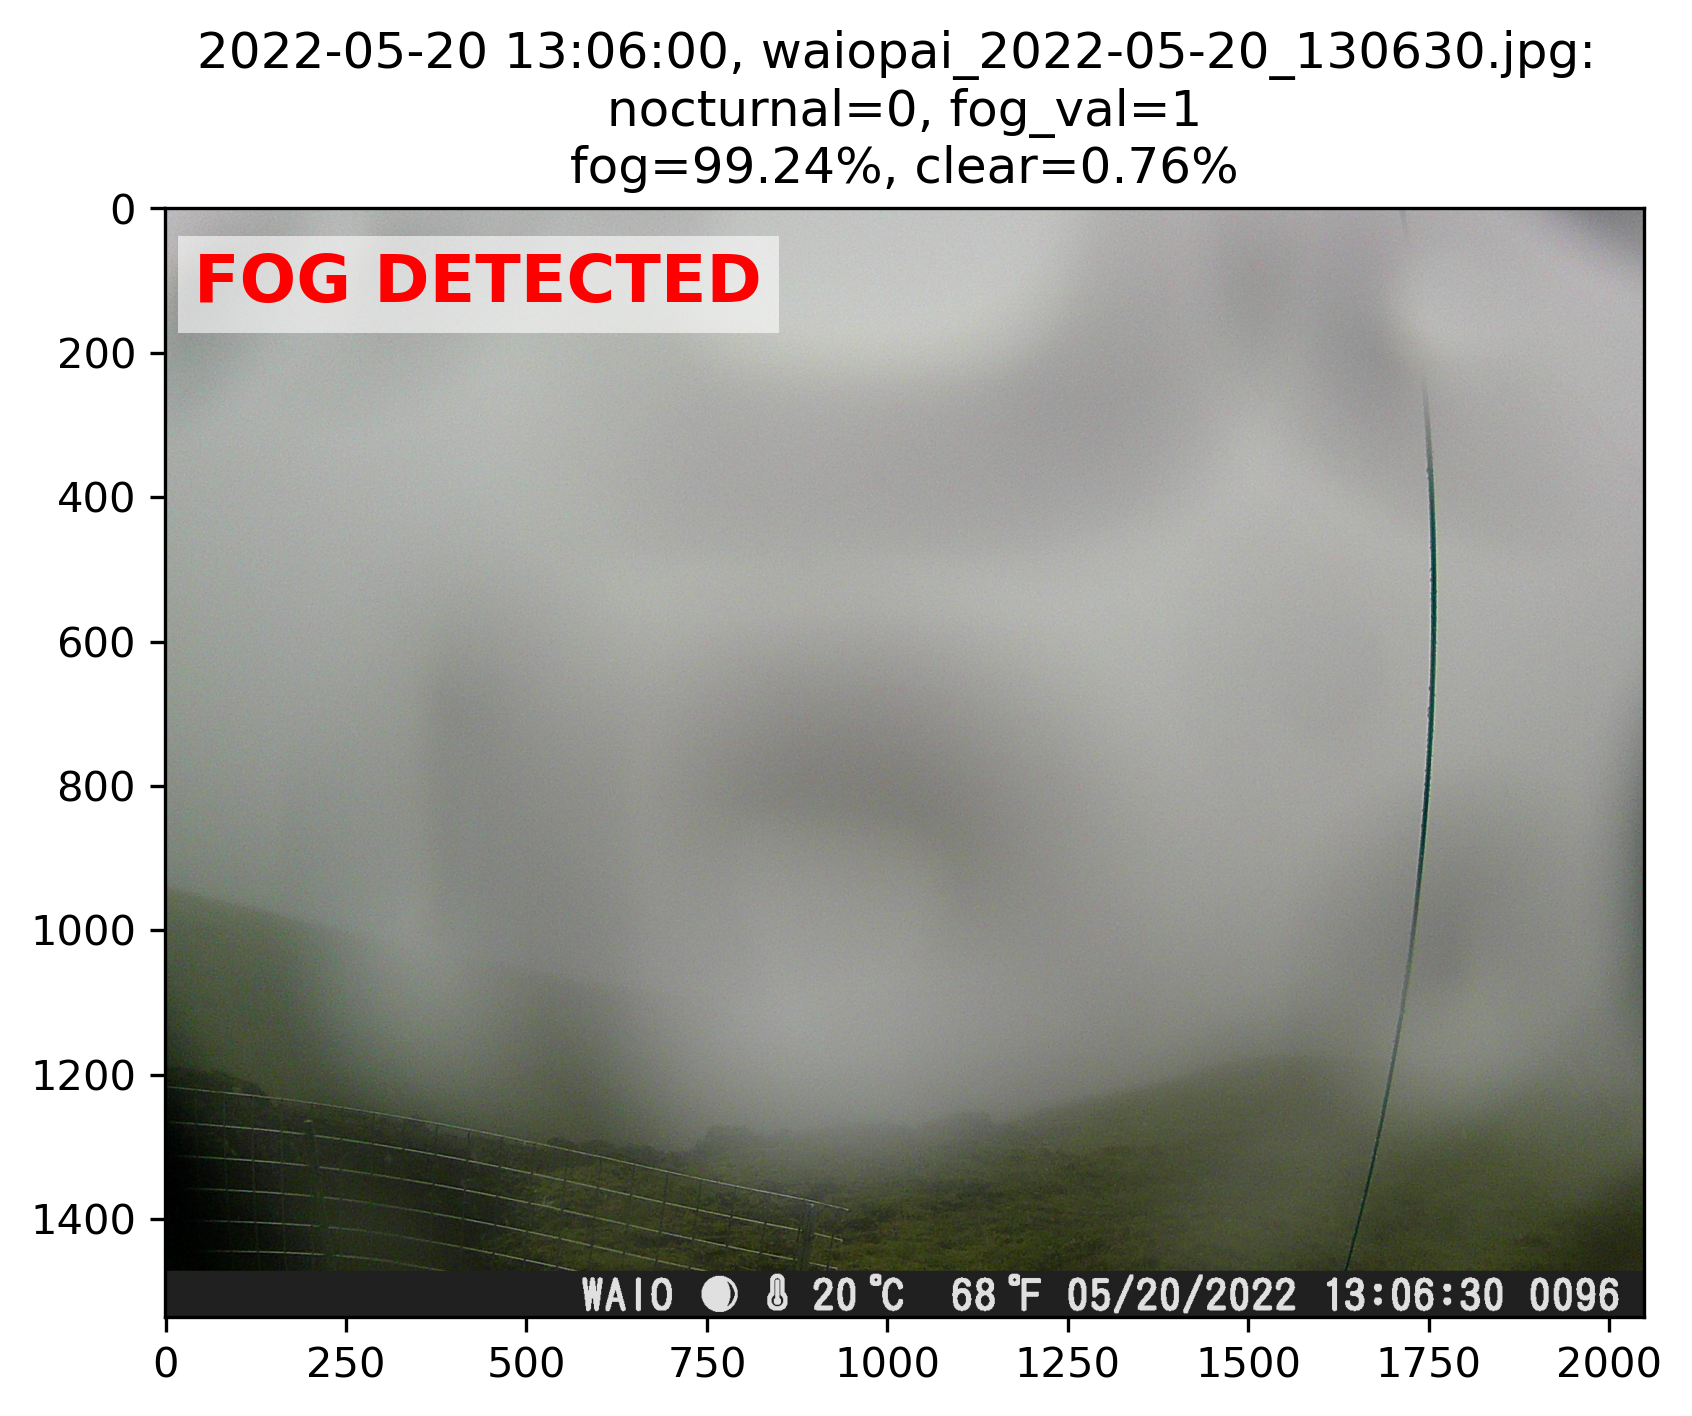 2022-05-20 13:06:00, waiopai_2022-05-20_130630.jpg:
nocturnal=0, fog_val=1
fog=99.24%, clear=0.76%
0
FOG DETECTED
200
400
600
800
1000
1200
1400
WAIO 20°C 68°F 05/20/2022 13:06:30 0096
0 250 500 750 1000 1250 1500 1750 2000